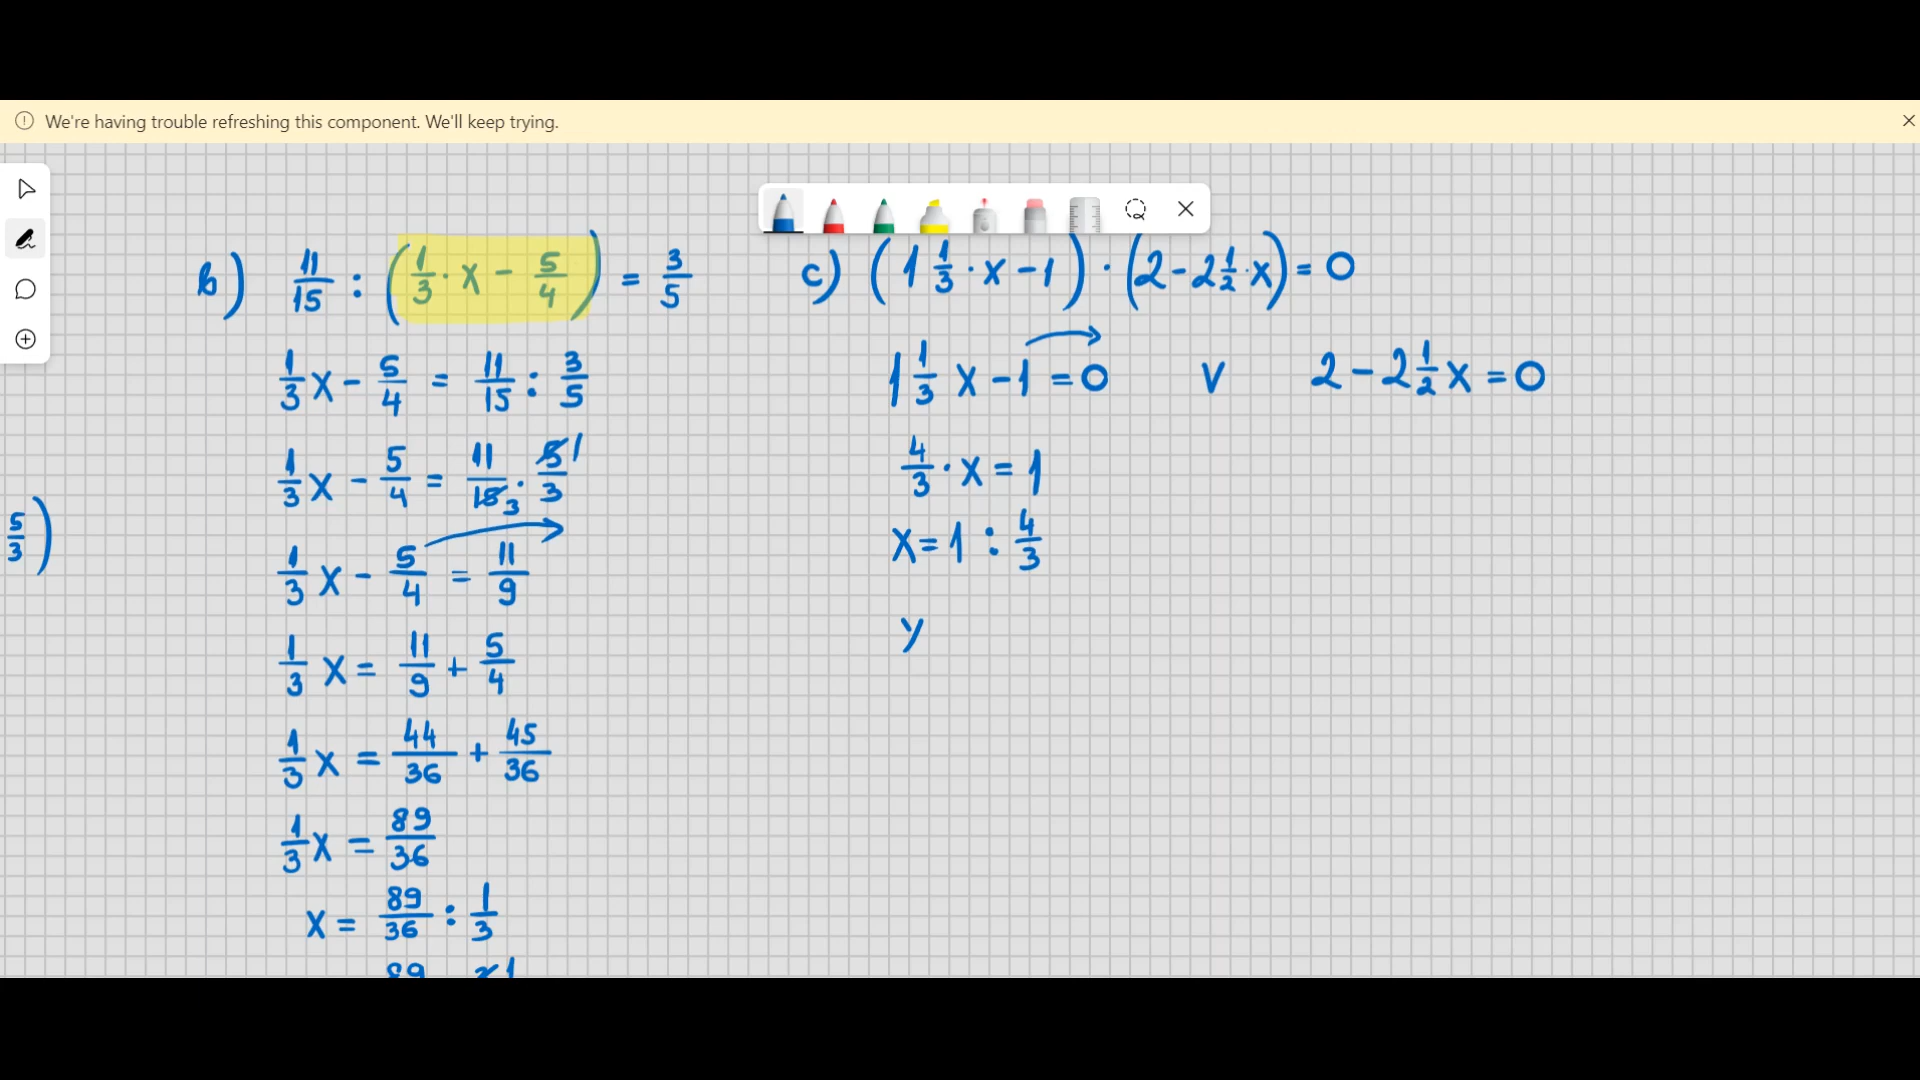 We're having trouble refreshing this component. We'll keep trying.
b) 11/15 : (1/3 · x - 5/4) = 3/5
1/3 x - 5/4 = 11/15 : 3/5
1/3 x - 5/4 = 11/15 3 · 5/3 1
1/3 x - 5/4 = 11/9
1/3 x = 11/9 + 5/4
1/3 x = 44/36 + 45/36
1/3 x = 89/36
x = 89/36 : 1/3
89 1
5/3)
c) (1 1/3 · x - 1) · (2 - 2 1/2 · x) = 0
1 1/3 x - 1 = 0 v 2 - 2 1/2 x = 0
4/3 · x = 1
x = 1 : 4/3
y